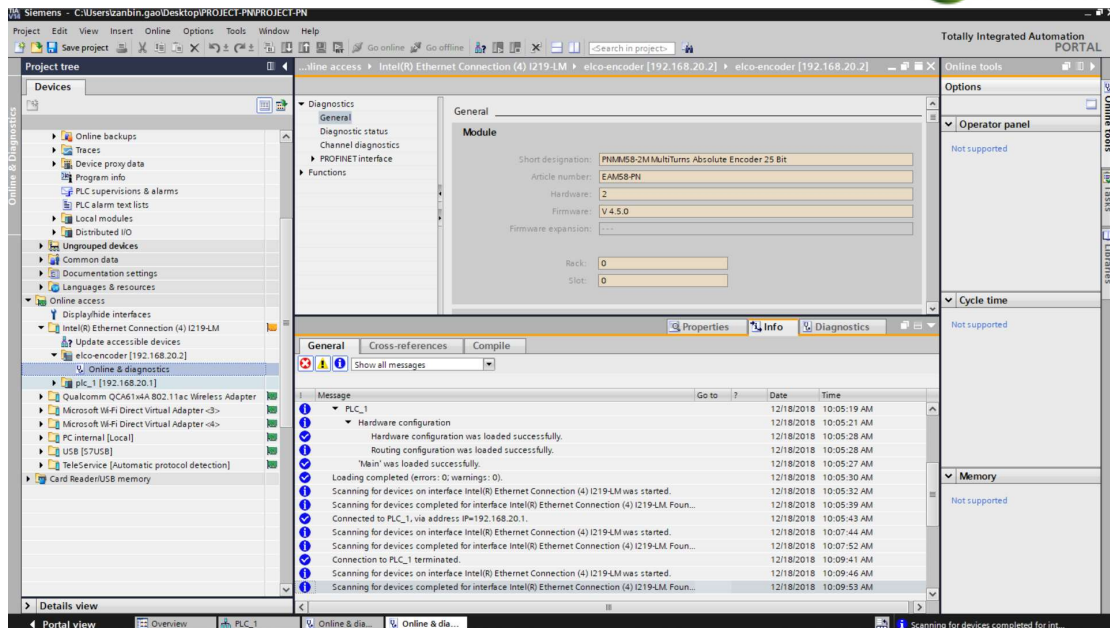 Siemens - C:\Users\zanbin.gao\Desktop\PROJECT-PN\PROJECT-PN
Project Edit View Insert Online Options Tools Window Help
Totally Integrated Automation
PORTAL
Save project
Go online
Go offline
<Search in project>
Project tree
...line access Intel(R) Ethernet Connection (4) I219-LM elco-encoder [192.168.20.2] elco-encoder [192.168.20.2]
Online tools
Devices
Options
Online & Diagnostics
Online backups
Traces
Device proxy data
Program info
PLC supervisions & alarms
PLC alarm text lists
Local modules
Distributed I/O
Ungrouped devices
Common data
Documentation settings
Languages & resources
Online access
Display/hide interfaces
Intel(R) Ethernet Connection (4) I219-LM
Update accessible devices
elco-encoder [192.168.20.2]
Online & diagnostics
plc_1 [192.168.20.1]
Qualcomm QCA61x4A 802.11ac Wireless Adapter
Microsoft Wi-Fi Direct Virtual Adapter <3>
Microsoft Wi-Fi Direct Virtual Adapter <4>
PC internal [Local]
USB [S7USB]
TeleService [Automatic protocol detection]
Card Reader/USB memory
Details view
Diagnostics
General
Diagnostic status
Channel diagnostics
PROFINET interface
Functions
General
Module
Short designation: PNMM58-2M MultiTurns Absolute Encoder 25 Bit
Article number: EAM58-PN
Hardware: 2
Firmware: V 4.5.0
Firmware expansion: ---
Rack: 0
Slot: 0
Properties Info Diagnostics
General Cross-references Compile
Show all messages
! Message Go to ? Date Time
PLC_1 12/18/2018 10:05:19 AM
Hardware configuration 12/18/2018 10:05:21 AM
Hardware configuration was loaded successfully. 12/18/2018 10:05:28 AM
Routing configuration was loaded successfully. 12/18/2018 10:05:28 AM
'Main' was loaded successfully. 12/18/2018 10:05:27 AM
Loading completed (errors: 0; warnings: 0). 12/18/2018 10:05:30 AM
Scanning for devices on interface Intel(R) Ethernet Connection (4) I219-LM was started. 12/18/2018 10:05:32 AM
Scanning for devices completed for interface Intel(R) Ethernet Connection (4) I219-LM. Foun... 12/18/2018 10:05:39 AM
Connected to PLC_1, via address IP=192.168.20.1. 12/18/2018 10:05:43 AM
Scanning for devices on interface Intel(R) Ethernet Connection (4) I219-LM was started. 12/18/2018 10:07:44 AM
Scanning for devices completed for interface Intel(R) Ethernet Connection (4) I219-LM. Foun... 12/18/2018 10:07:52 AM
Connection to PLC_1 terminated. 12/18/2018 10:09:41 AM
Scanning for devices on interface Intel(R) Ethernet Connection (4) I219-LM was started. 12/18/2018 10:09:46 AM
Scanning for devices completed for interface Intel(R) Ethernet Connection (4) I219-LM. Foun... 12/18/2018 10:09:53 AM
Operator panel
Not supported
Cycle time
Not supported
Memory
Not supported
Online tools
Tasks
Libraries
Portal view
Overview
PLC_1
Online & dia...
Online & dia...
Scanning for devices completed for int...